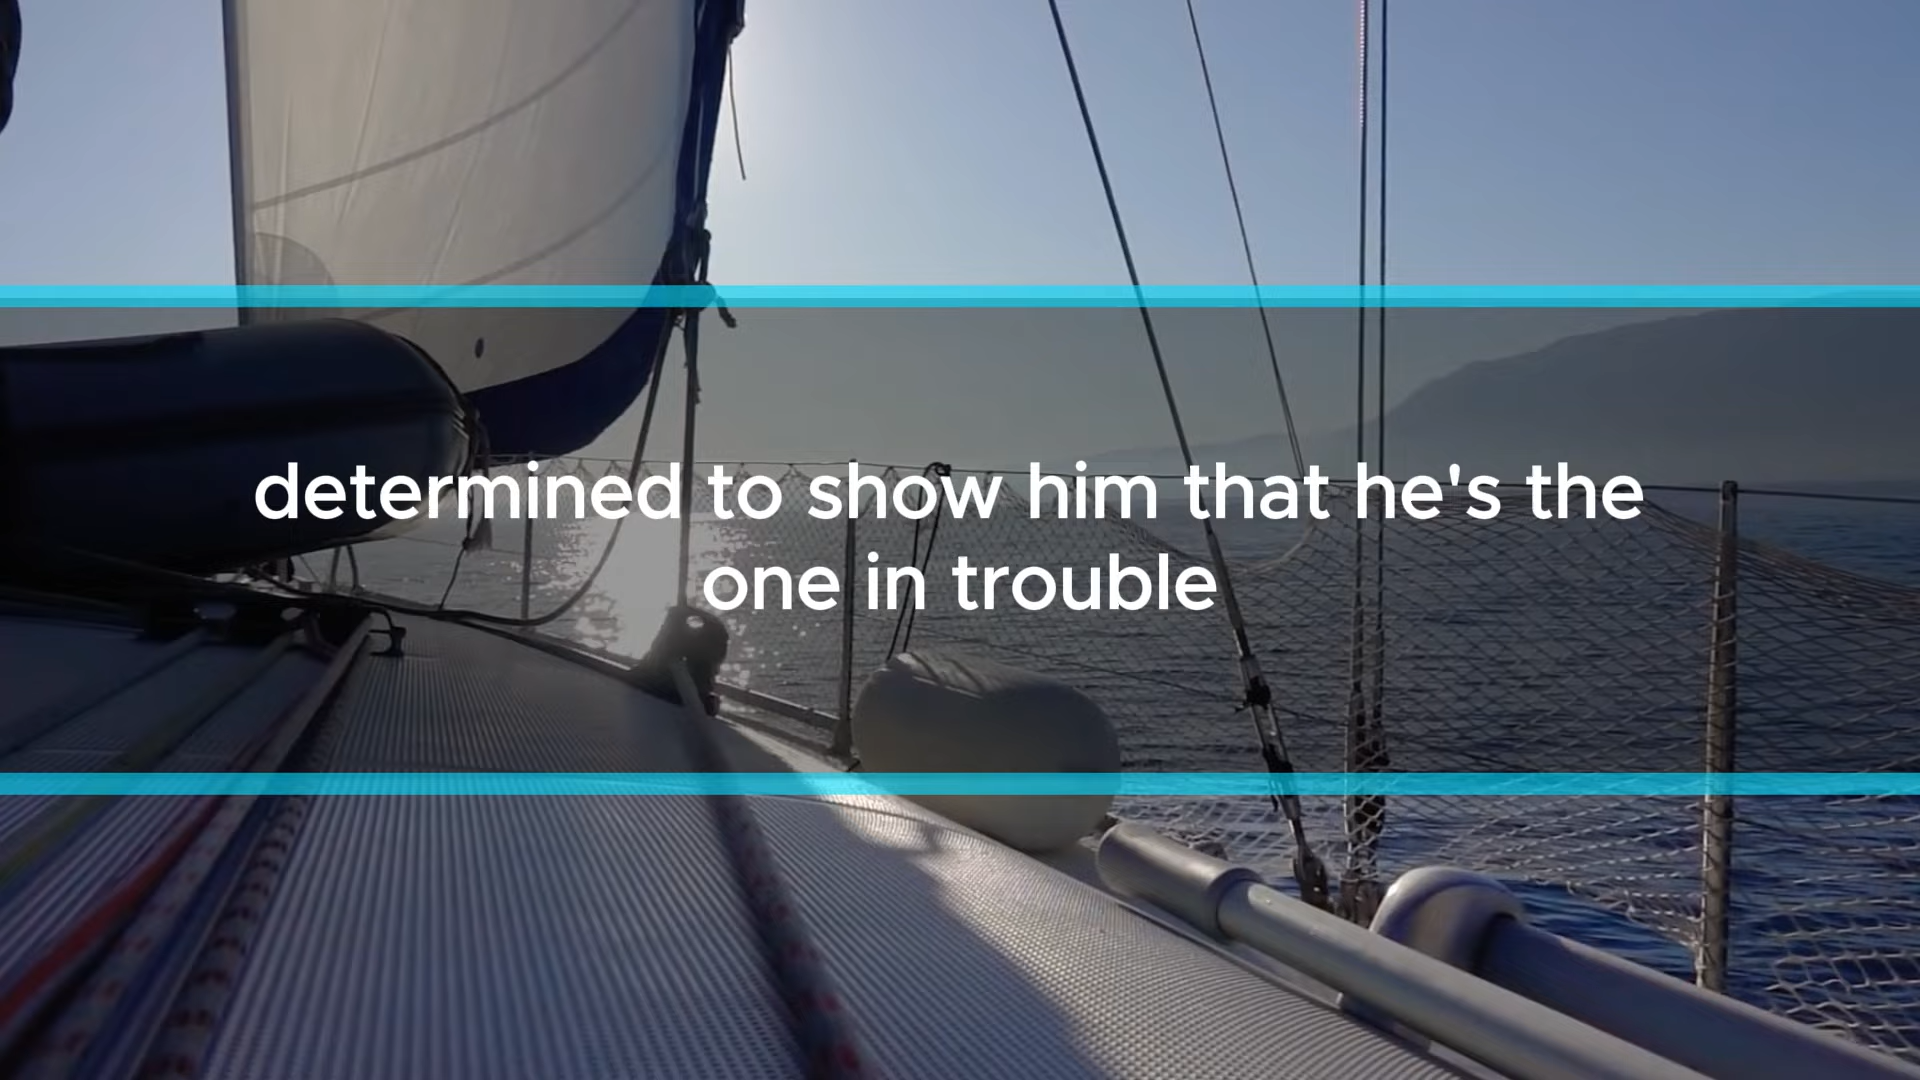 determined to show him that he's the
one in trouble